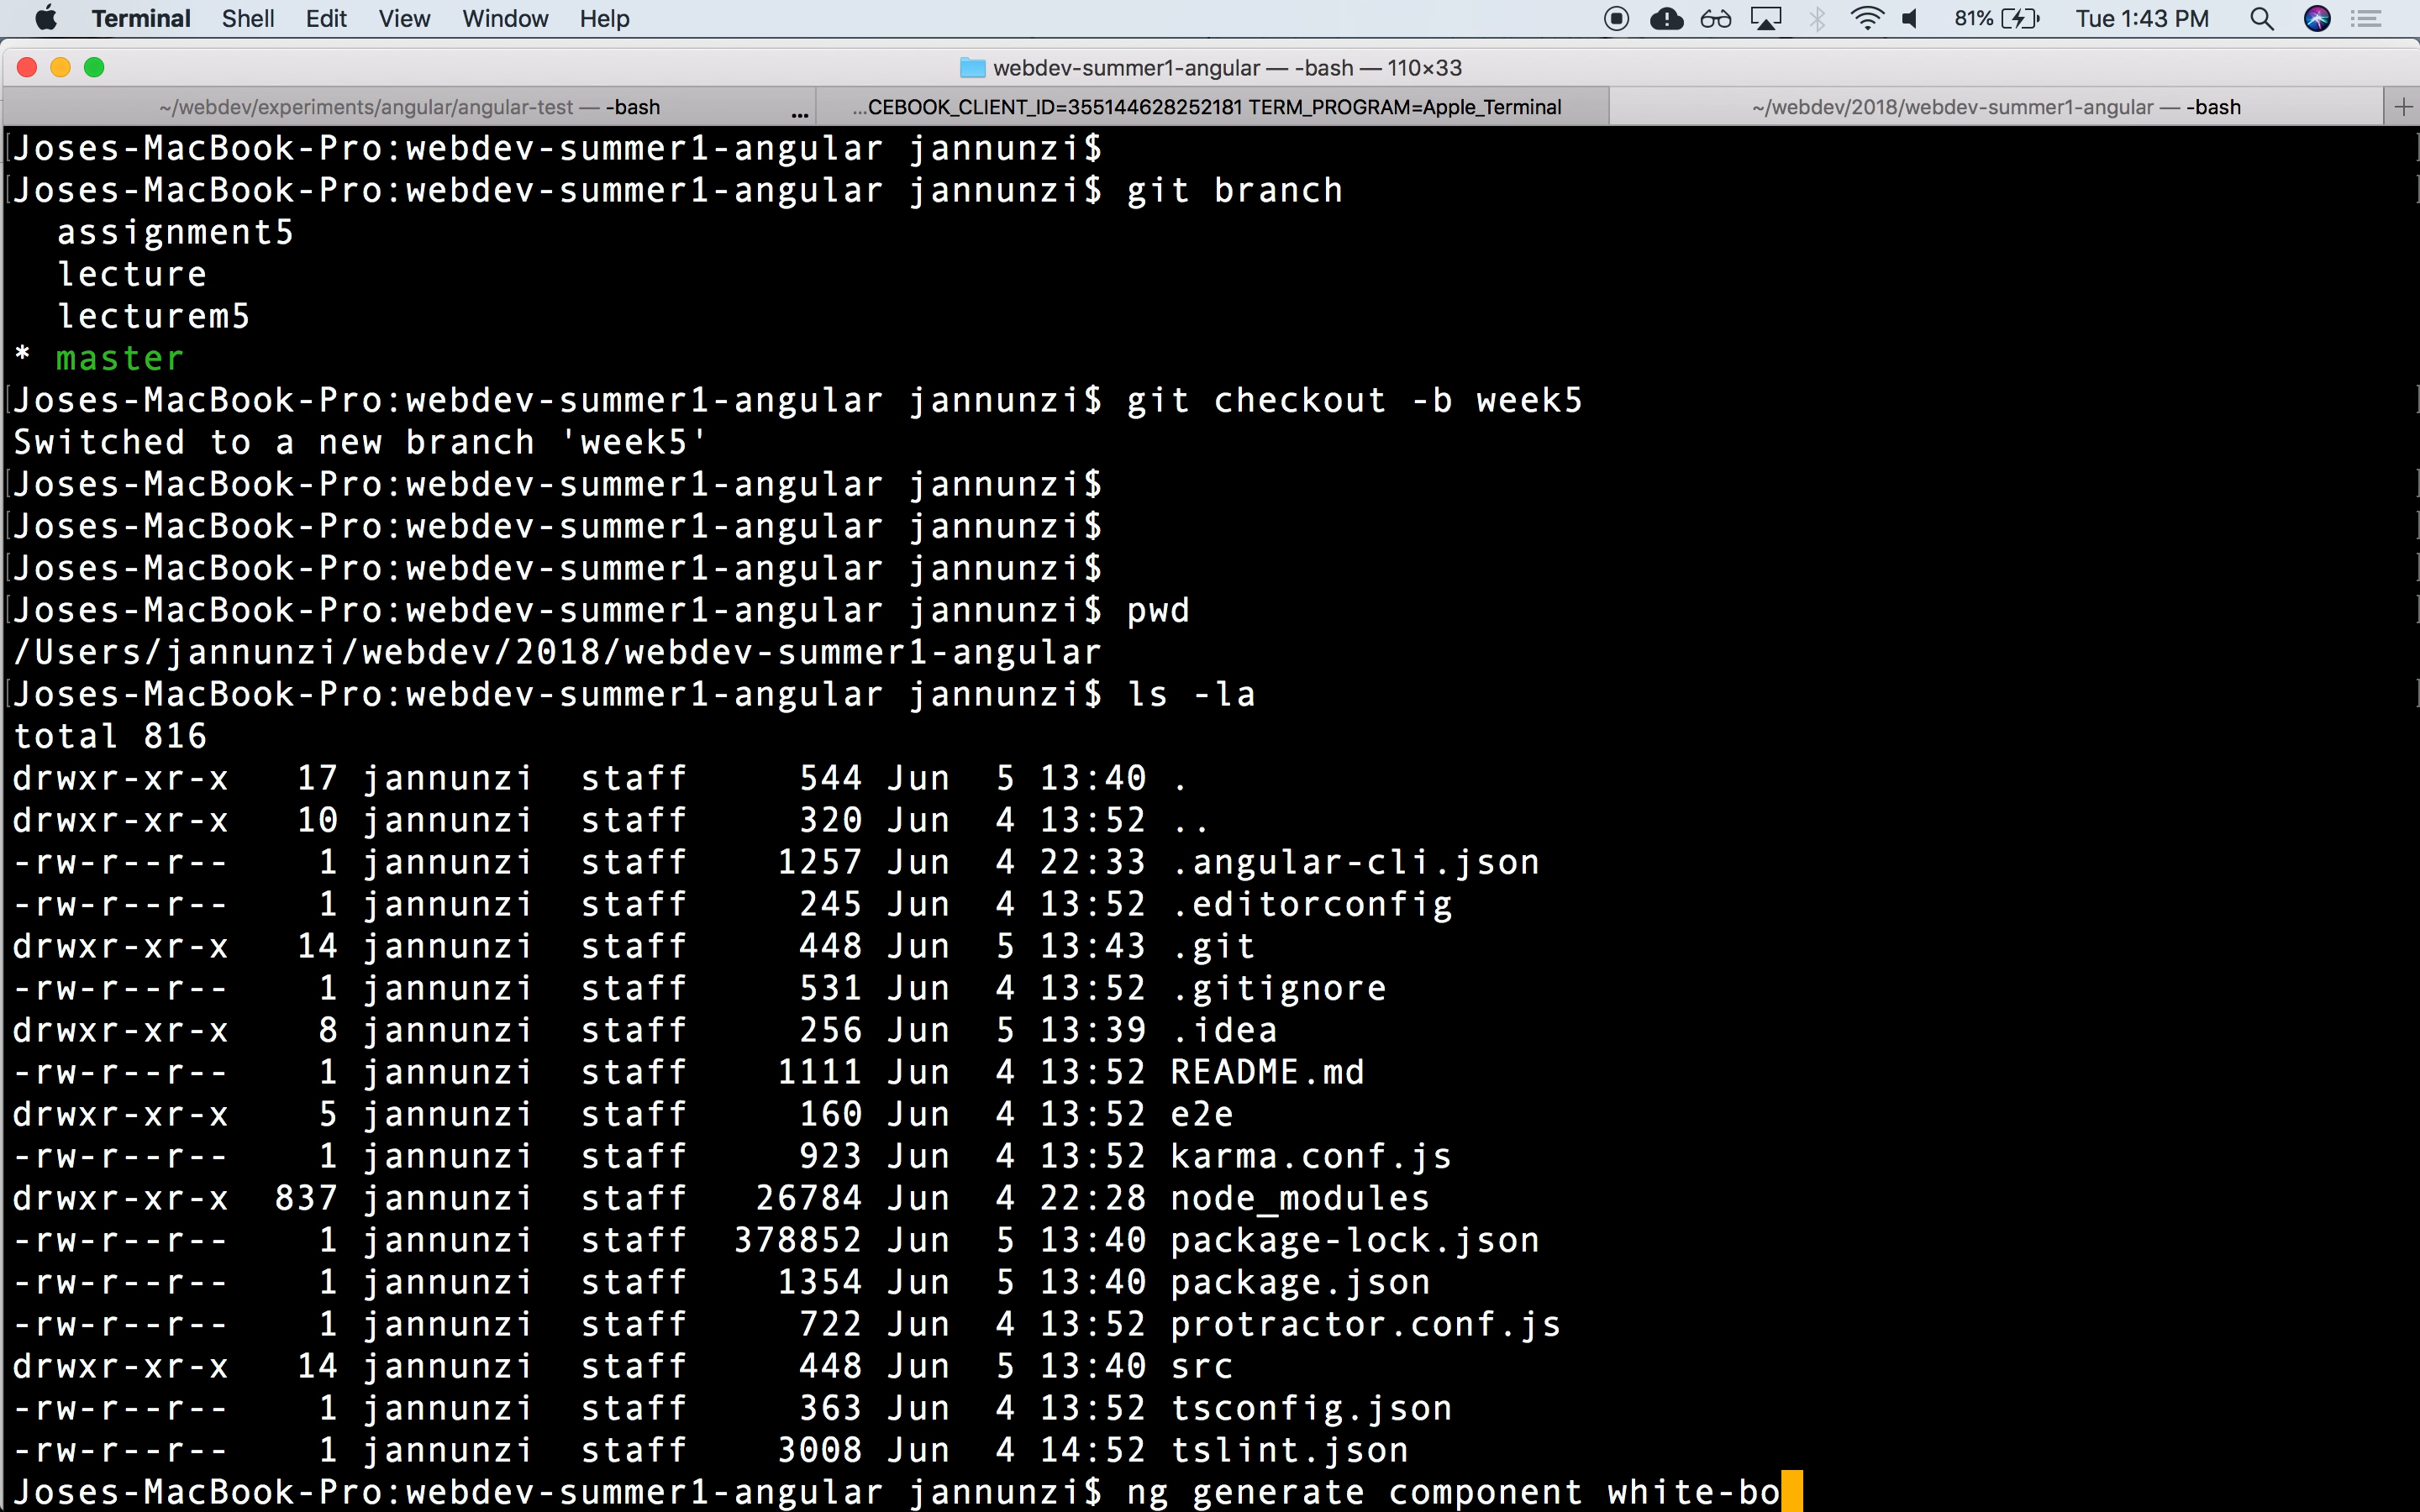 Terminal Shell Edit View Window Help 81% Tue 1:43 PM
webdev-summer1-angular — -bash — 110×33
~/webdev/experiments/angular/angular-test — -bash ... ...CEBOOK_CLIENT_ID=355144628252181 TERM_PROGRAM=Apple_Terminal ~/webdev/2018/webdev-summer1-angular — -bash +
Joses-MacBook-Pro:webdev-summer1-angular jannunzi$
Joses-MacBook-Pro:webdev-summer1-angular jannunzi$ git branch
  assignment5
  lecture
  lecturem5
* master
Joses-MacBook-Pro:webdev-summer1-angular jannunzi$ git checkout -b week5
Switched to a new branch 'week5'
Joses-MacBook-Pro:webdev-summer1-angular jannunzi$
Joses-MacBook-Pro:webdev-summer1-angular jannunzi$
Joses-MacBook-Pro:webdev-summer1-angular jannunzi$
Joses-MacBook-Pro:webdev-summer1-angular jannunzi$ pwd
/Users/jannunzi/webdev/2018/webdev-summer1-angular
Joses-MacBook-Pro:webdev-summer1-angular jannunzi$ ls -la
total 816
drwxr-xr-x   17 jannunzi  staff     544 Jun  5 13:40 .
drwxr-xr-x   10 jannunzi  staff     320 Jun  4 13:52 ..
-rw-r--r--    1 jannunzi  staff    1257 Jun  4 22:33 .angular-cli.json
-rw-r--r--    1 jannunzi  staff     245 Jun  4 13:52 .editorconfig
drwxr-xr-x   14 jannunzi  staff     448 Jun  5 13:43 .git
-rw-r--r--    1 jannunzi  staff     531 Jun  4 13:52 .gitignore
drwxr-xr-x    8 jannunzi  staff     256 Jun  5 13:39 .idea
-rw-r--r--    1 jannunzi  staff    1111 Jun  4 13:52 README.md
drwxr-xr-x    5 jannunzi  staff     160 Jun  4 13:52 e2e
-rw-r--r--    1 jannunzi  staff     923 Jun  4 13:52 karma.conf.js
drwxr-xr-x  837 jannunzi  staff   26784 Jun  4 22:28 node_modules
-rw-r--r--    1 jannunzi  staff  378852 Jun  5 13:40 package-lock.json
-rw-r--r--    1 jannunzi  staff    1354 Jun  5 13:40 package.json
-rw-r--r--    1 jannunzi  staff     722 Jun  4 13:52 protractor.conf.js
drwxr-xr-x   14 jannunzi  staff     448 Jun  5 13:40 src
-rw-r--r--    1 jannunzi  staff     363 Jun  4 13:52 tsconfig.json
-rw-r--r--    1 jannunzi  staff    3008 Jun  4 14:52 tslint.json
Joses-MacBook-Pro:webdev-summer1-angular jannunzi$ ng generate component white-bo